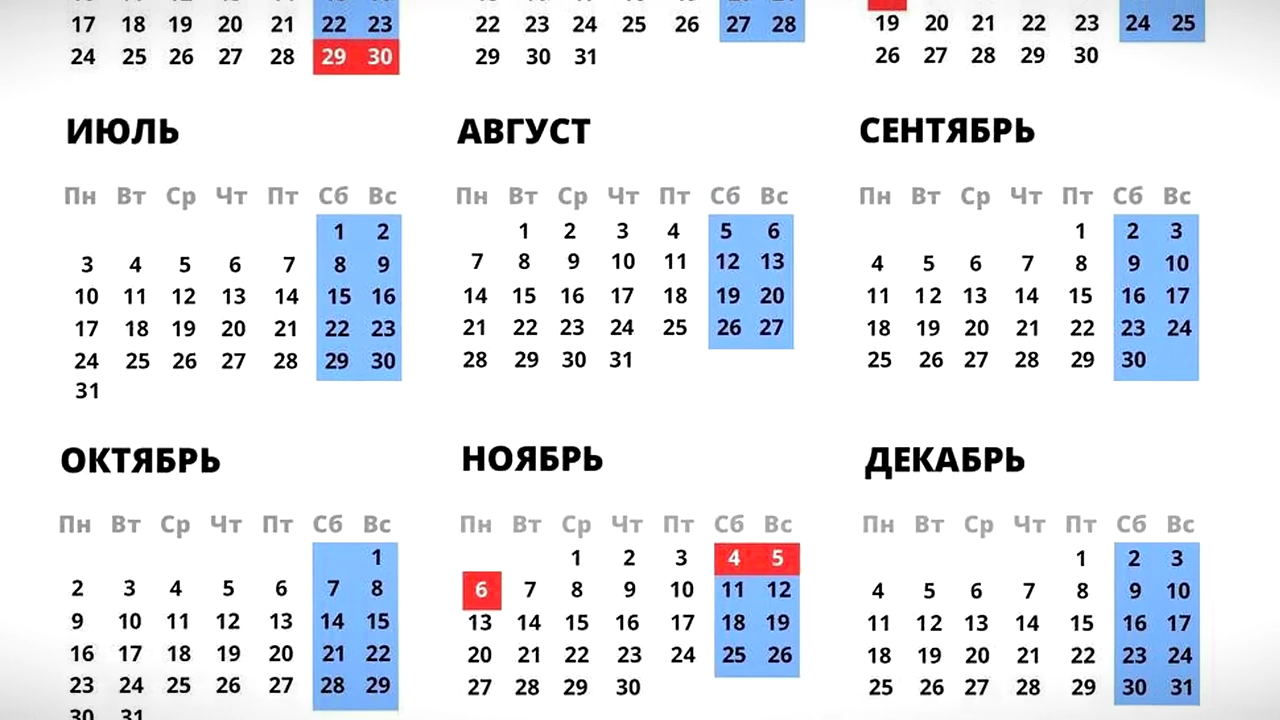 17 18 19 20 21 22 23
24 25 26 27 28 29 30
22 23 24 25 26 27 28
29 30 31
19 20 21 22 23 24 25
26 27 28 29 30
ИЮЛЬ
Пн Вт Ср Чт Пт Сб Вс
1 2
3 4 5 6 7 8 9
10 11 12 13 14 15 16
17 18 19 20 21 22 23
24 25 26 27 28 29 30
31
АВГУСТ
Пн Вт Ср Чт Пт Сб Вс
1 2 3 4 5 6
7 8 9 10 11 12 13
14 15 16 17 18 19 20
21 22 23 24 25 26 27
28 29 30 31
СЕНТЯБРЬ
Пн Вт Ср Чт Пт Сб Вс
1 2 3
4 5 6 7 8 9 10
11 12 13 14 15 16 17
18 19 20 21 22 23 24
25 26 27 28 29 30
ОКТЯБРЬ
Пн Вт Ср Чт Пт Сб Вс
1
2 3 4 5 6 7 8
9 10 11 12 13 14 15
16 17 18 19 20 21 22
23 24 25 26 27 28 29
30 31
НОЯБРЬ
Пн Вт Ср Чт Пт Сб Вс
1 2 3 4 5
6 7 8 9 10 11 12
13 14 15 16 17 18 19
20 21 22 23 24 25 26
27 28 29 30
ДЕКАБРЬ
Пн Вт Ср Чт Пт Сб Вс
1 2 3
4 5 6 7 8 9 10
11 12 13 14 15 16 17
18 19 20 21 22 23 24
25 26 27 28 29 30 31